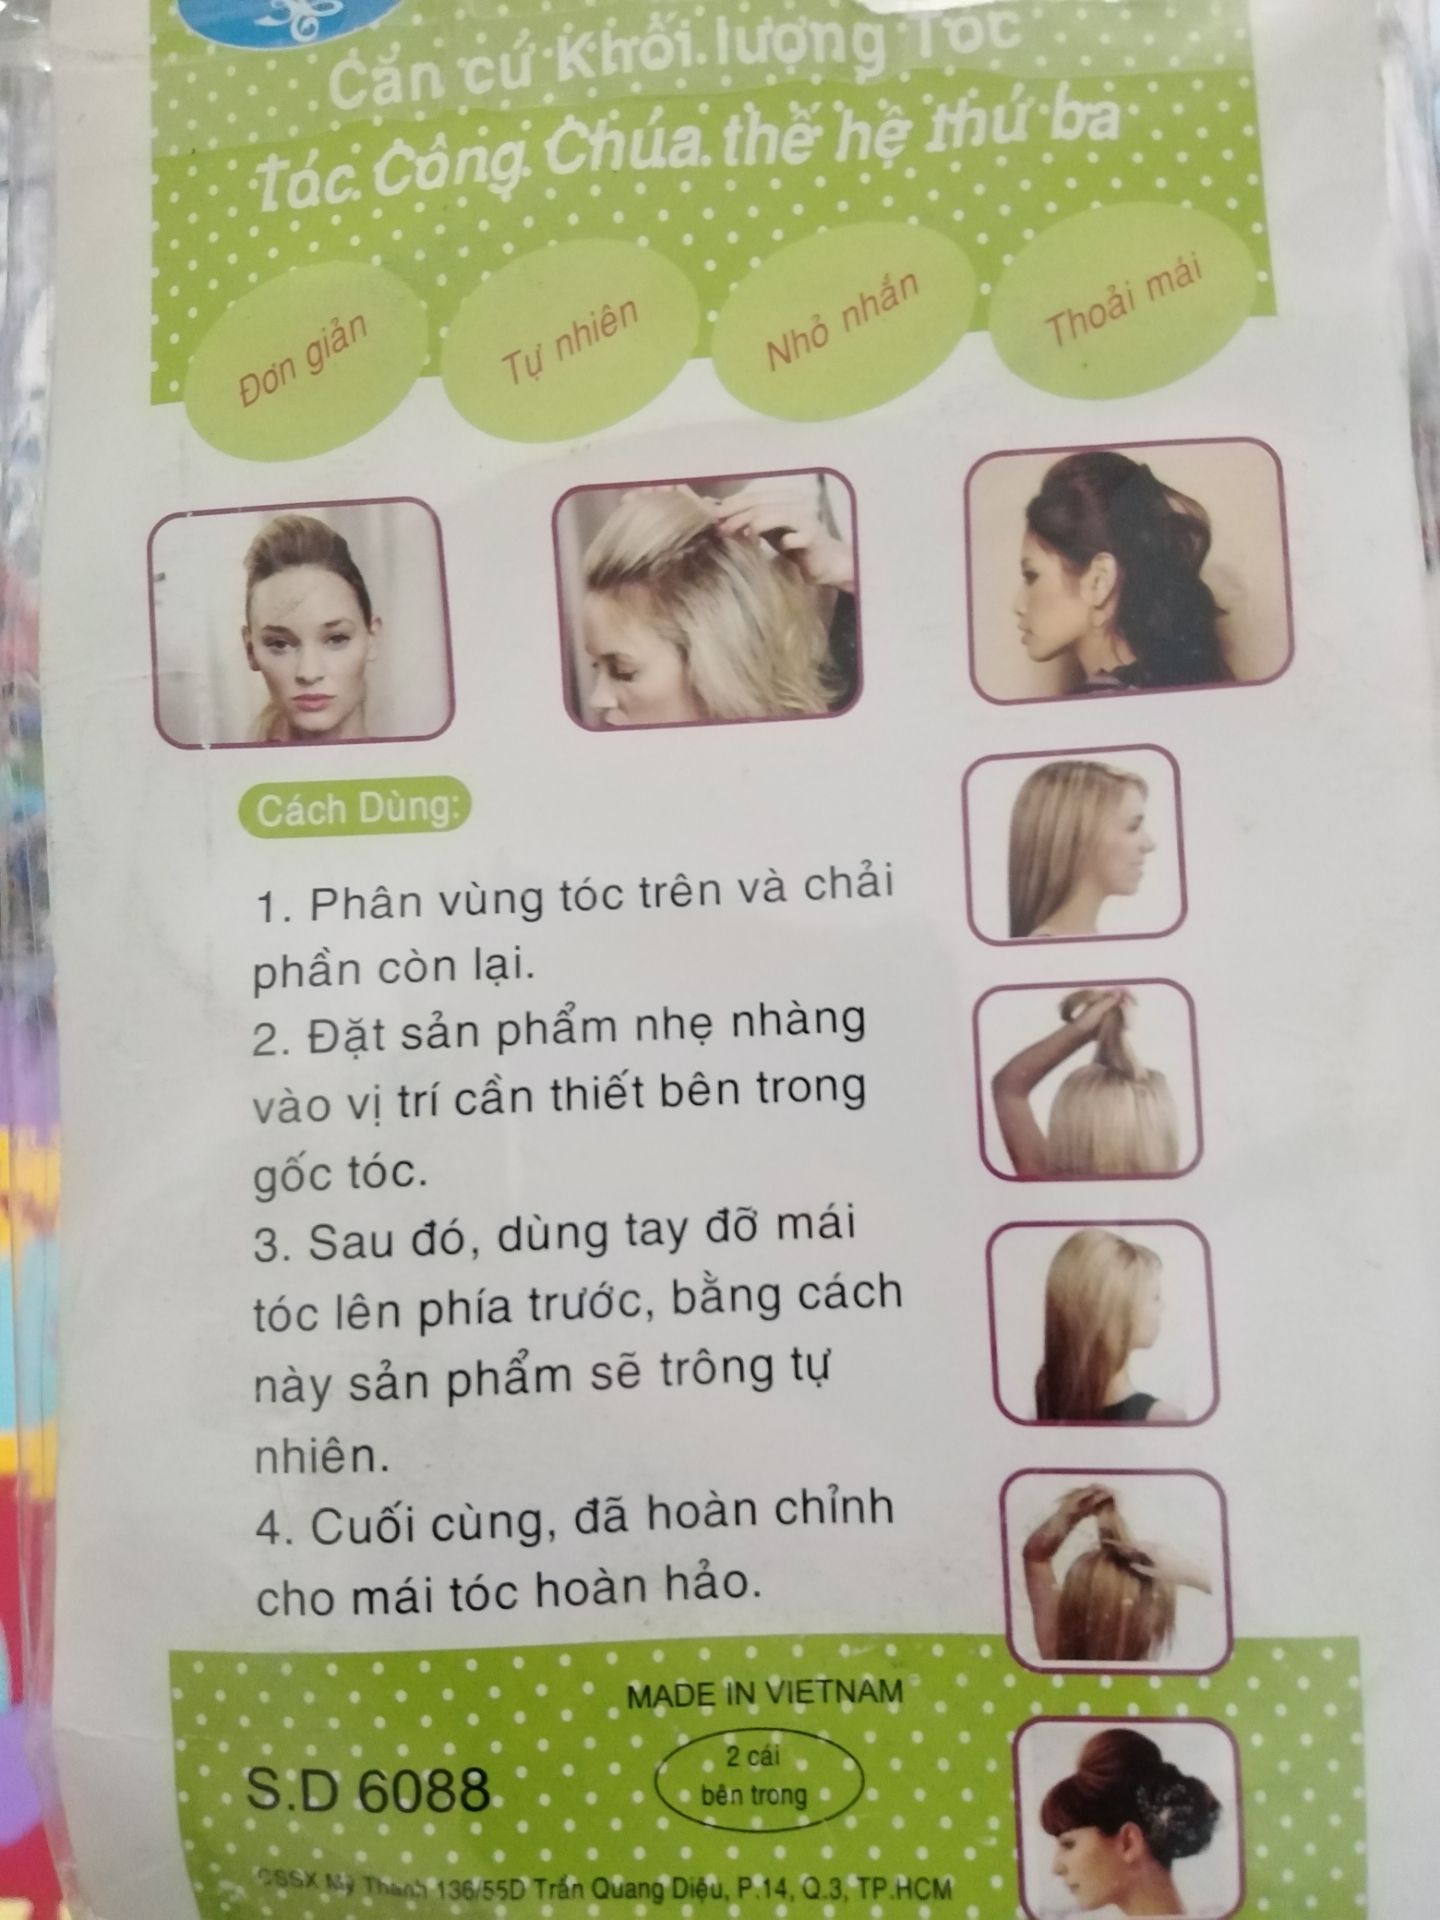 Căn cứ Khối lượng Tóc
Tóc Công Chúa thế hệ thứ ba
Đơn giản
Tự nhiên
Nhỏ nhắn
Thoải mái
Cách Dùng:
1. Phân vùng tóc trên và chải
phần còn lại.
2. Đặt sản phẩm nhẹ nhàng
vào vị trí cần thiết bên trong
gốc tóc.
3. Sau đó, dùng tay đỡ mái
tóc lên phía trước, bằng cách
này sản phẩm sẽ trông tự
nhiên.
4. Cuối cùng, đã hoàn chỉnh
cho mái tóc hoàn hảo.
MADE IN VIETNAM
S.D 6088
2 cái
bên trong
CSSX Mỹ Thanh 136/55D Trần Quang Diệu, P.14, Q.3, TP.HCM